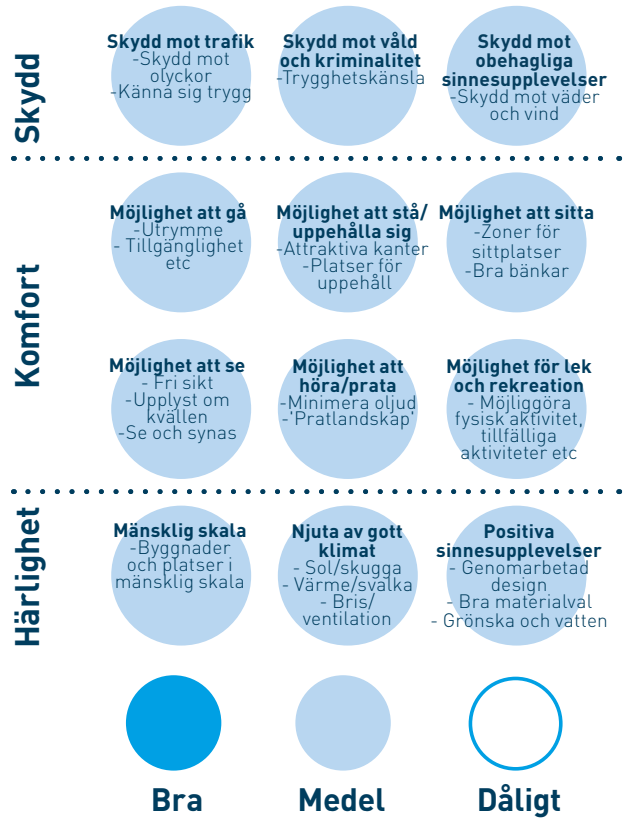 Skydd
Skydd mot trafik
-Skydd mot
olyckor
-Känna sig trygg
Skydd mot våld
och kriminalitet
-Trygghetskänsla
Skydd mot
obehagliga
sinnesupplevelser
-Skydd mot väder
och vind
Komfort
Möjlighet att gå
-Utrymme
- Tillgänglighet
etc
Möjlighet att stå/
uppehålla sig
-Attraktiva kanter
-Platser för
uppehåll
Möjlighet att sitta
-Zoner för
sittplatser
-Bra bänkar
Möjlighet att se
- Fri sikt
-Upplyst om
kvällen
-Se och synas
Möjlighet att
höra/prata
-Minimera oljud
-'Pratlandskap'
Möjlighet för lek
och rekreation
- Möjliggöra
fysisk aktivitet,
tillfälliga
aktiviteter etc
Härlighet
Mänsklig skala
-Byggnader
och platser i
mänsklig skala
Njuta av gott
klimat
- Sol/skugga
- Värme/svalka
- Bris/
ventilation
Positiva
sinnesupplevelser
- Genomarbetad
design
- Bra materialval
- Grönska och vatten
Bra
Medel
Dåligt